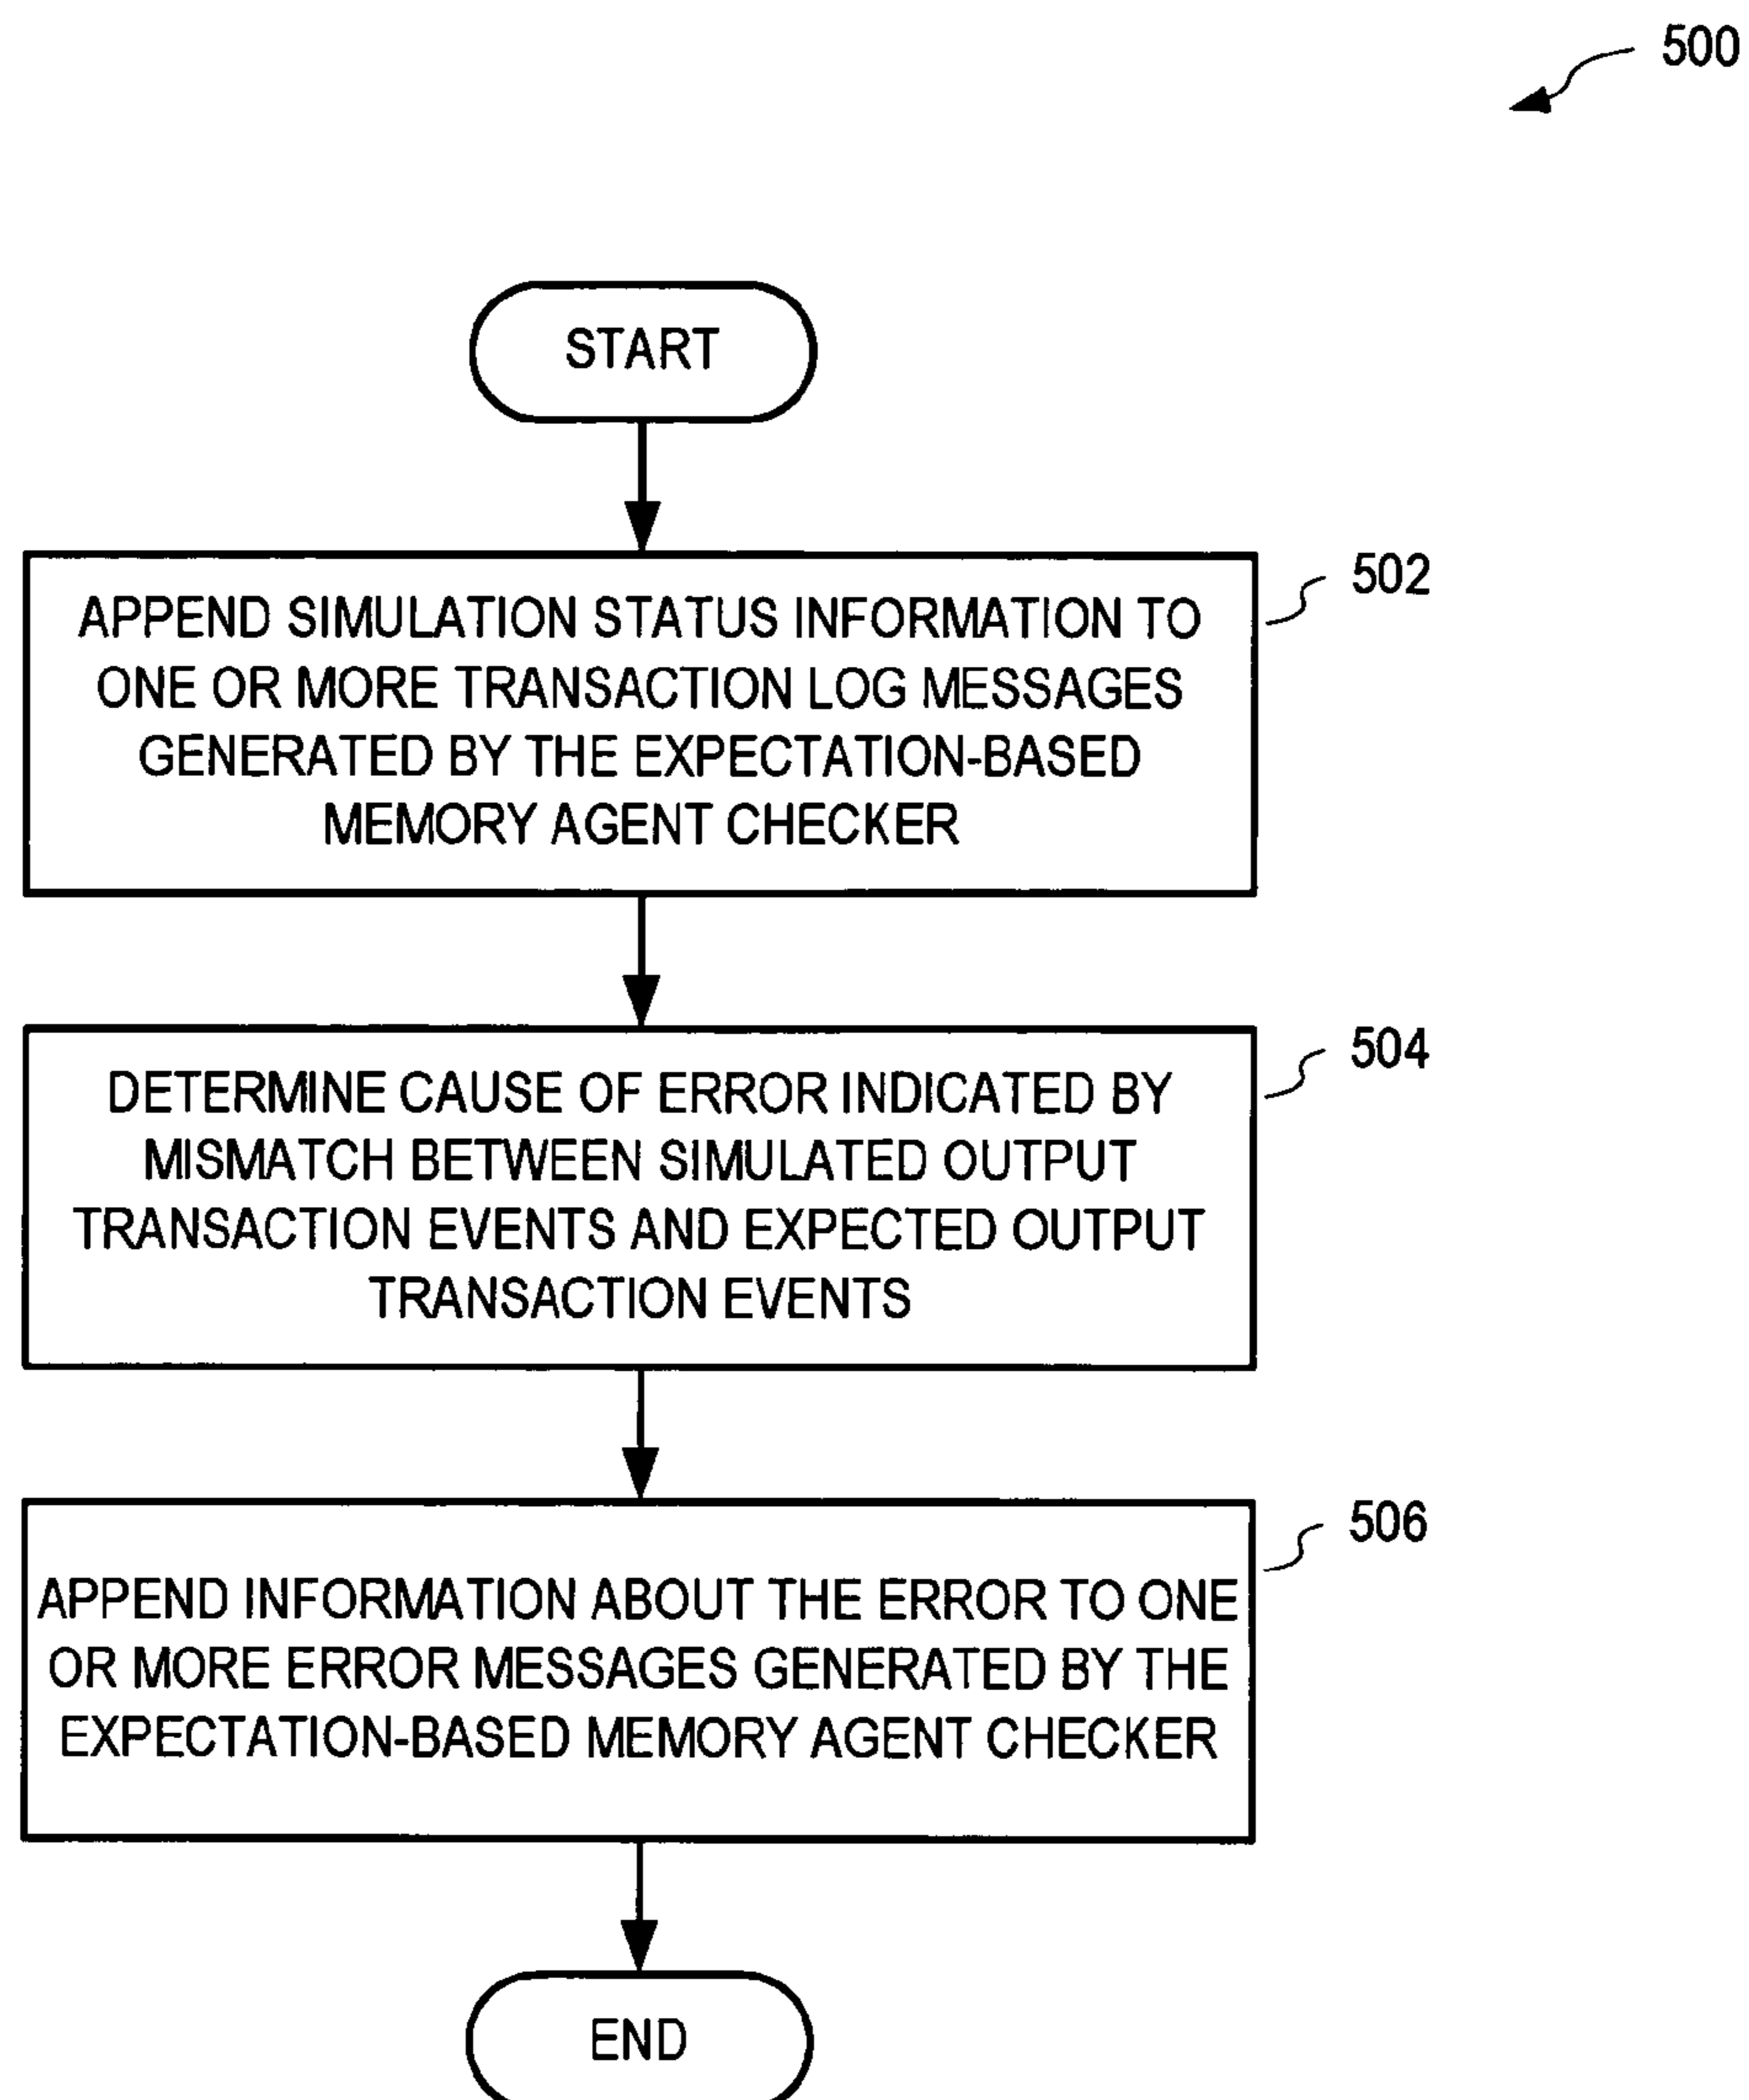 500
START
502
APPEND SIMULATION STATUS INFORMATION TO
ONE OR MORE TRANSACTION LOG MESSAGES
GENERATED BY THE EXPECTATION-BASED
MEMORY AGENT CHECKER
504
DETERMINE CAUSE OF ERROR INDICATED BY
MISMATCH BETWEEN SIMULATED OUTPUT
TRANSACTION EVENTS AND EXPECTED OUTPUT
TRANSACTION EVENTS
506
APPEND INFORMATION ABOUT THE ERROR TO ONE
OR MORE ERROR MESSAGES GENERATED BY THE
EXPECTATION-BASED MEMORY AGENT CHECKER
END